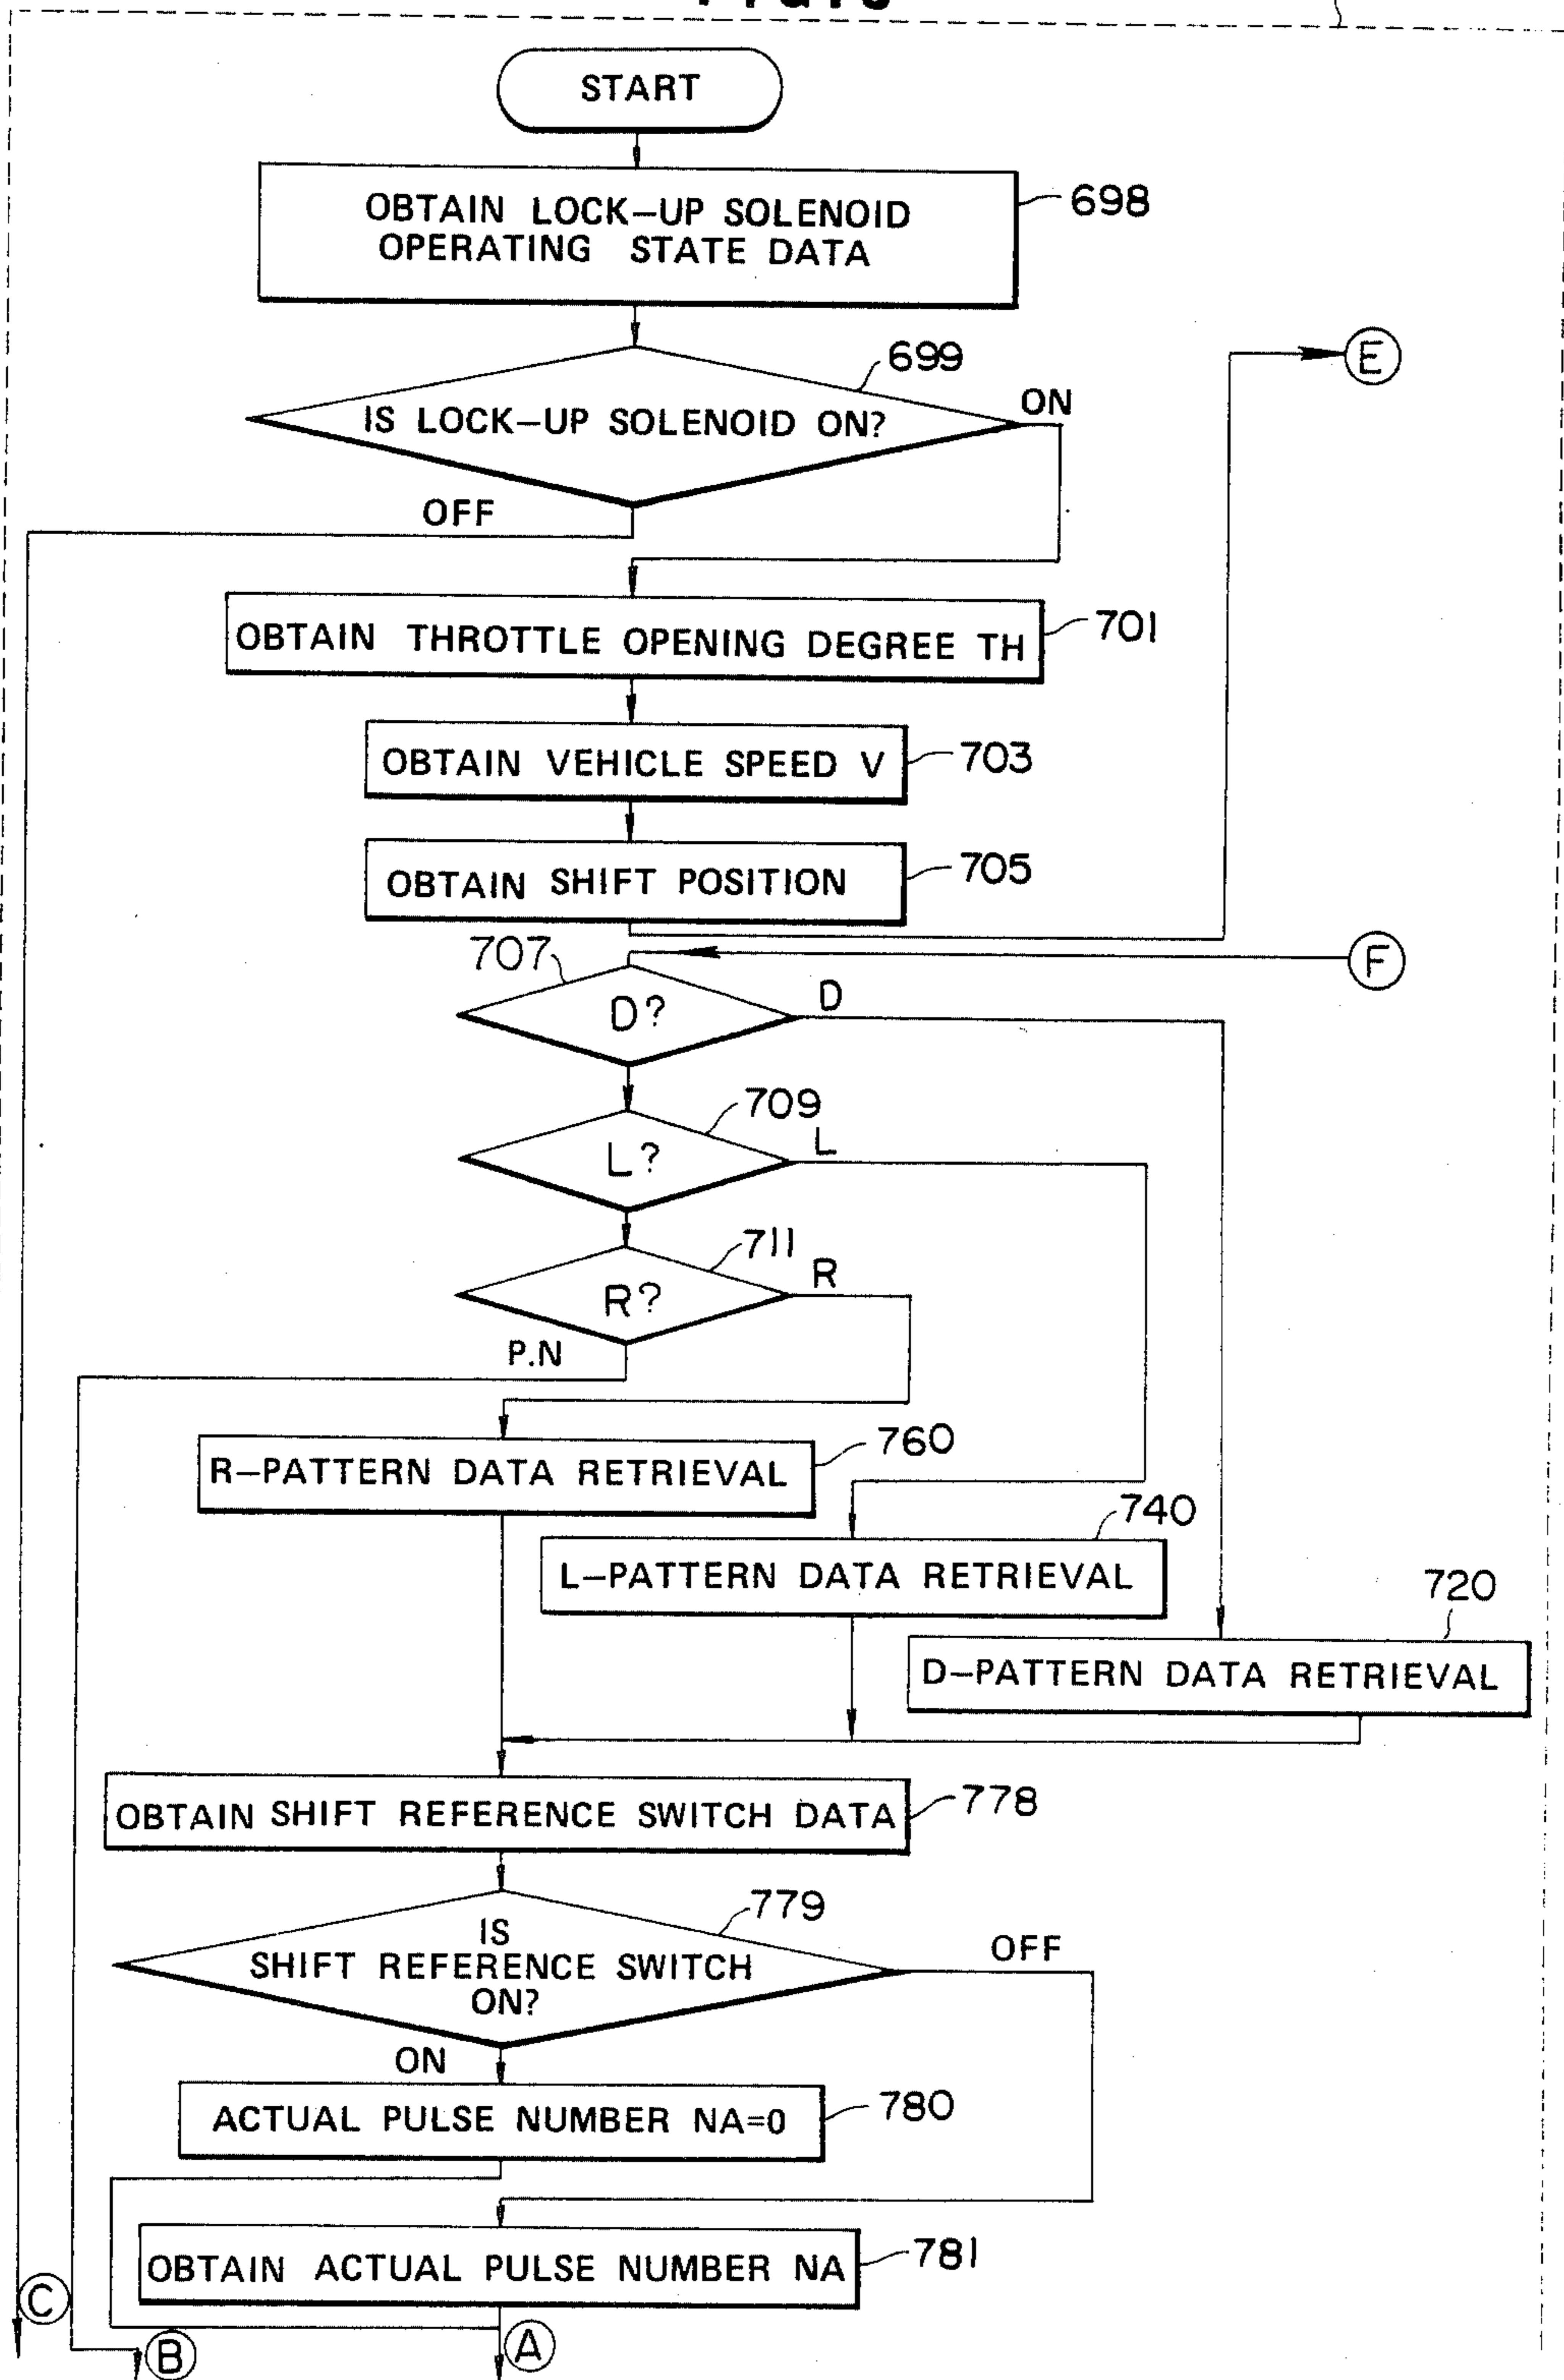 START
OBTAIN LOCK-UP SOLENOID
OPERATING STATE DATA
698
699
IS LOCK-UP SOLENOID ON?
ON
OFF
E
OBTAIN THROTTLE OPENING DEGREE TH
701
OBTAIN VEHICLE SPEED V
703
OBTAIN SHIFT POSITION
705
707
F
D?
D
709
L?
L
711
R?
R
P.N
R-PATTERN DATA RETRIEVAL
760
L-PATTERN DATA RETRIEVAL
740
D-PATTERN DATA RETRIEVAL
720
OBTAIN SHIFT REFERENCE SWITCH DATA
778
779
IS
SHIFT REFERENCE SWITCH
ON?
OFF
ON
ACTUAL PULSE NUMBER NA=0
780
OBTAIN ACTUAL PULSE NUMBER NA
781
C
B
A